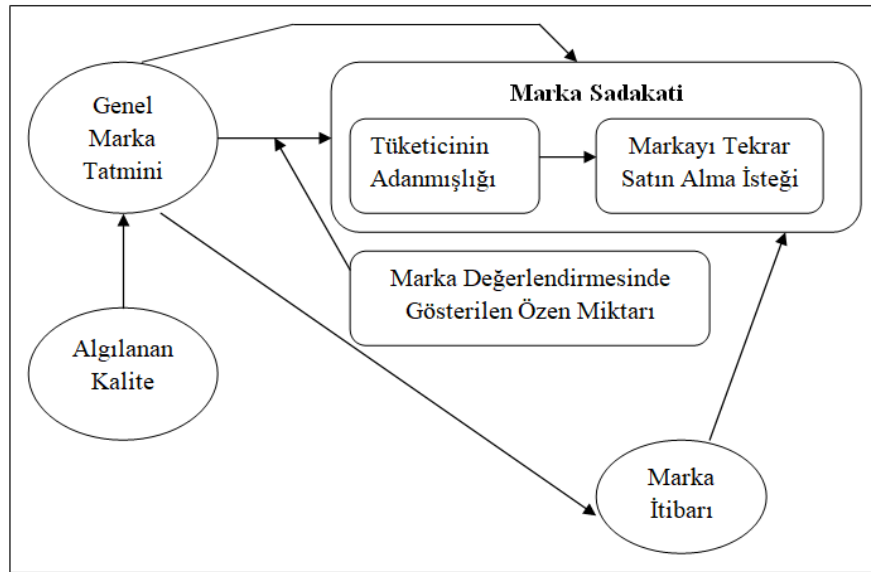 Genel
Marka
Tatmini
Marka Sadakati
Tüketicinin
Adanmışlığı
Markayı Tekrar
Satın Alma İsteği
Marka Değerlendirmesinde
Gösterilen Özen Miktarı
Algılanan
Kalite
Marka
İtibarı